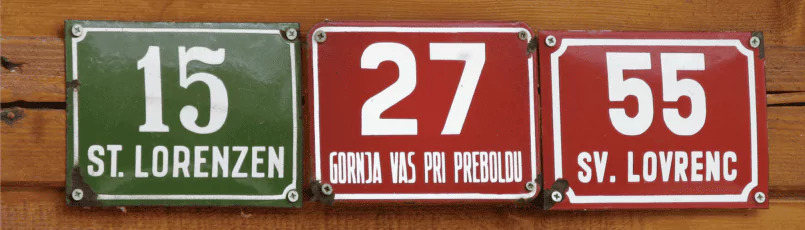 15
ST. LORENZEN
27
GORNJA VAS PRI PREBOLDU
55
SV. LOVRENC